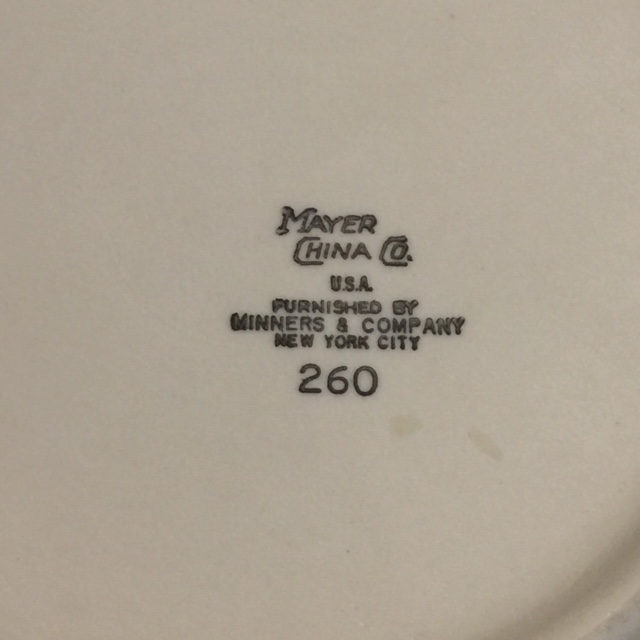 MAYER
CHINA CO.
U.S.A.
FURNISHED BY
MINNERS & COMPANY
NEW YORK CITY
260